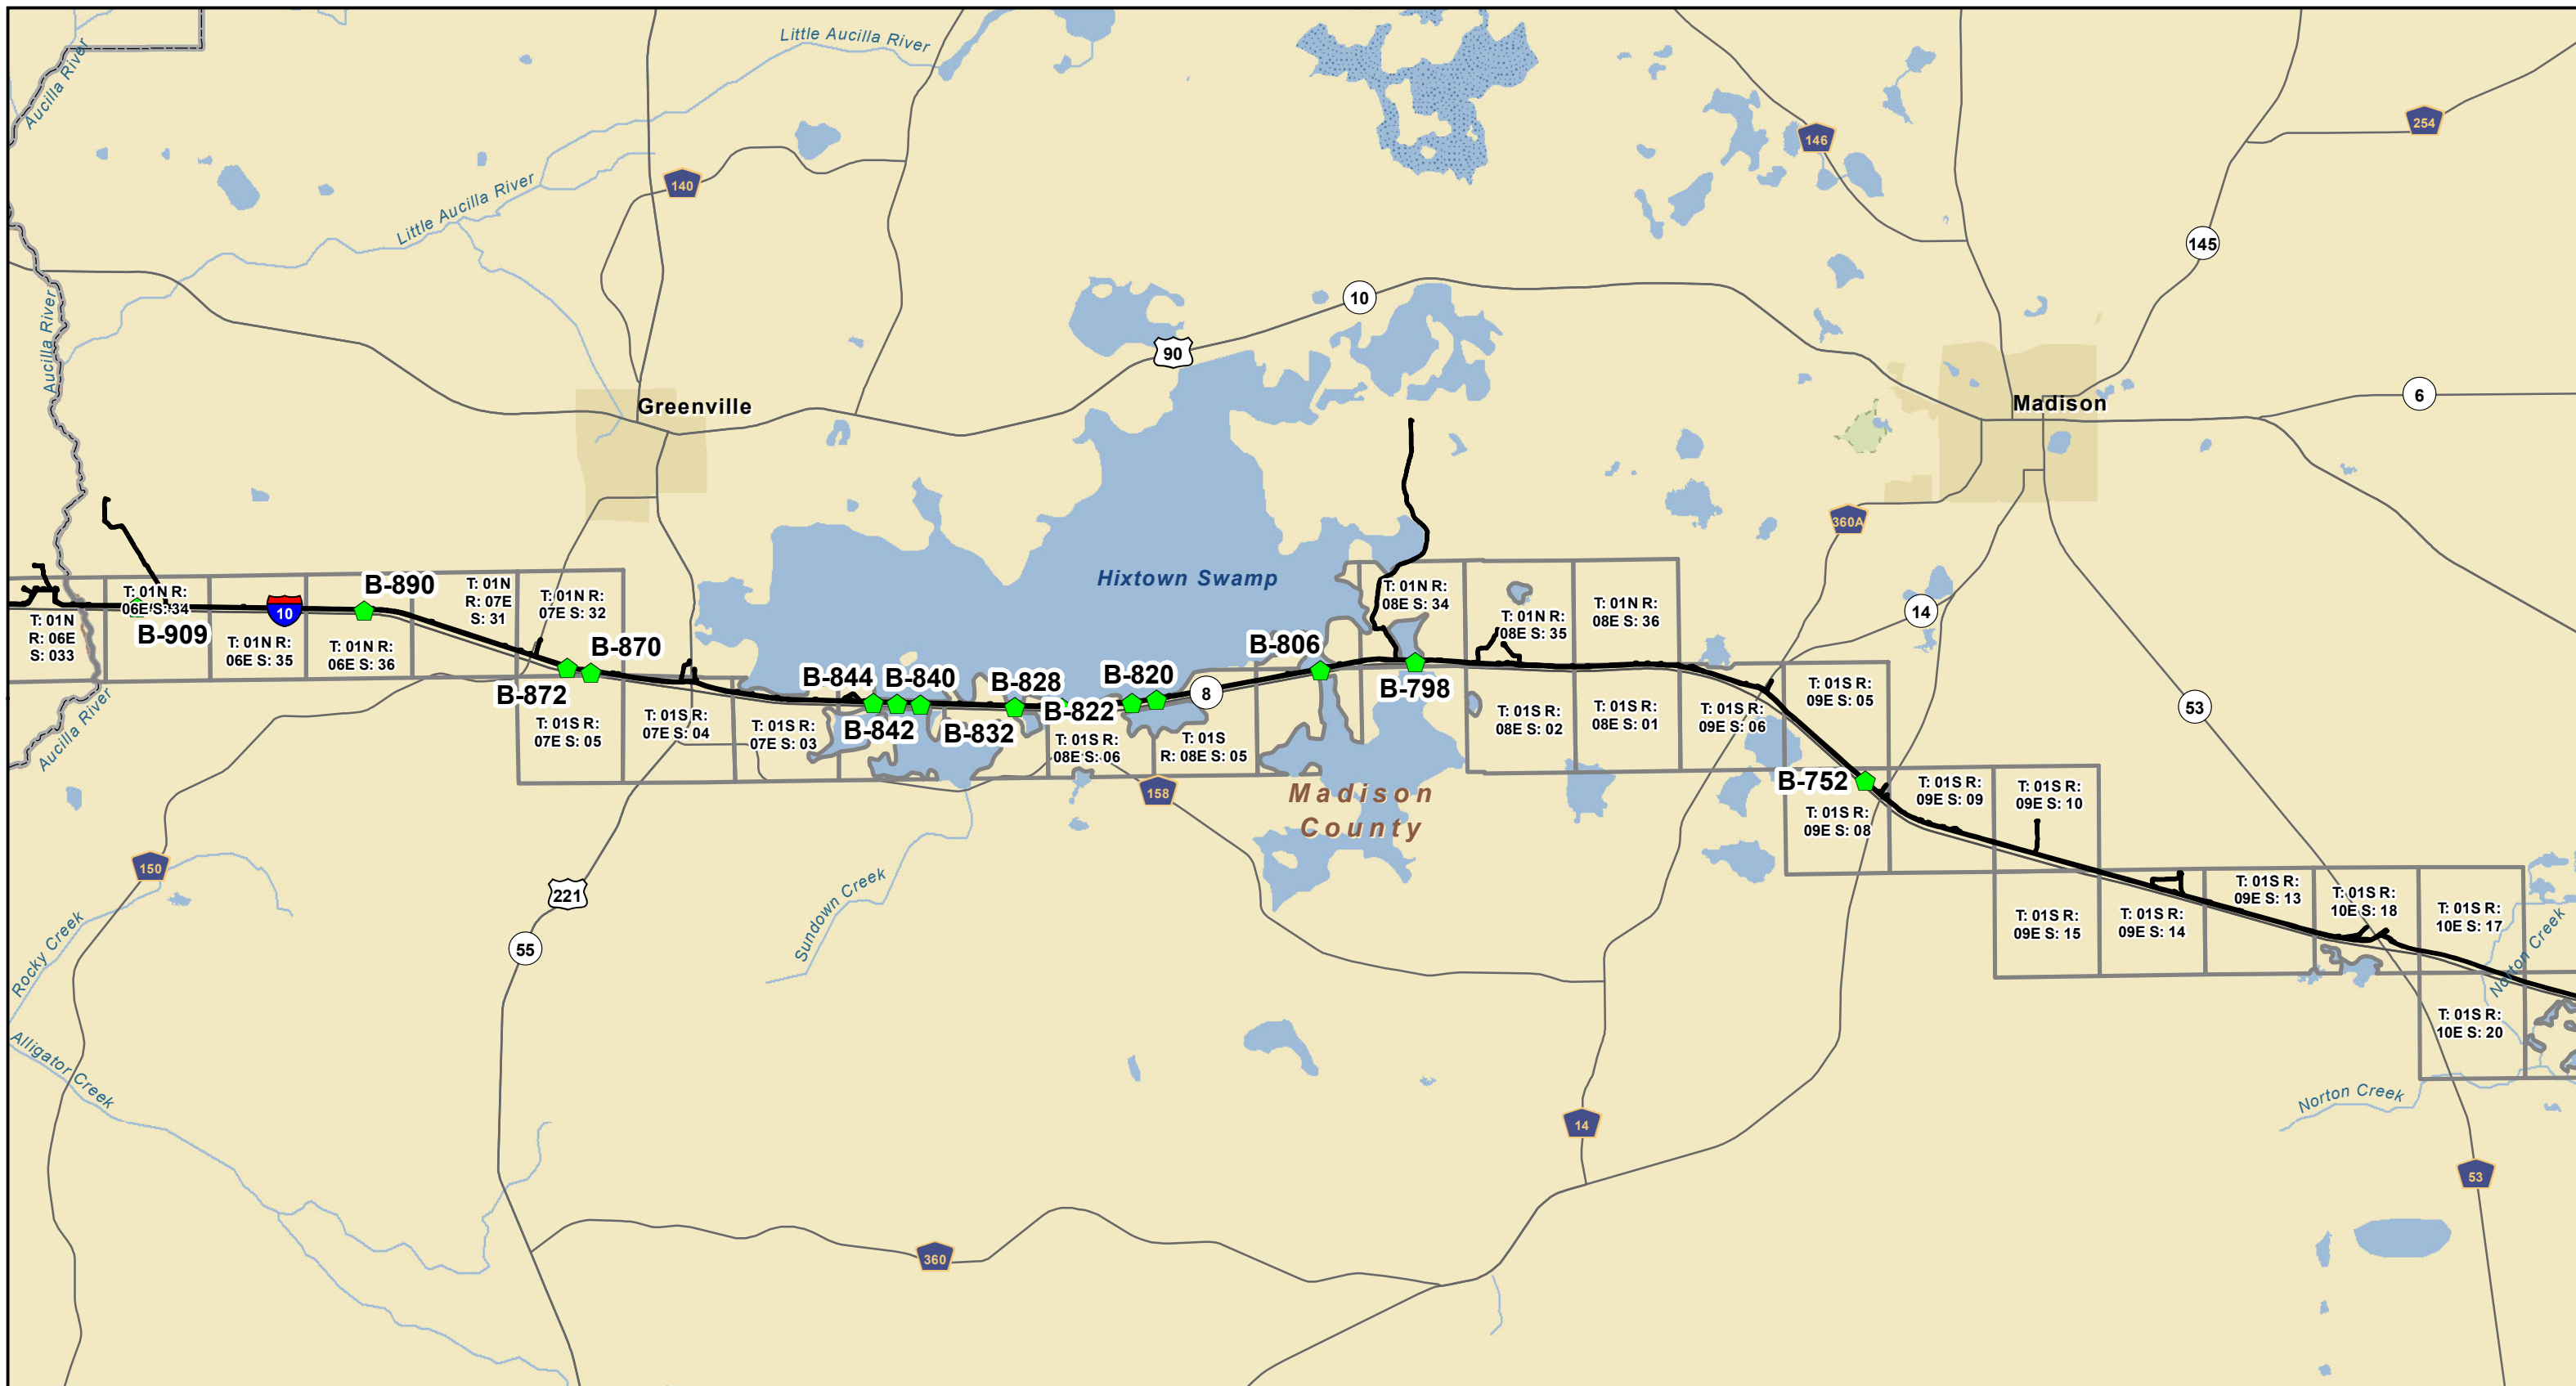 Little Aucilla River
Aucilla River
254
146
140
Little Aucilla River
145
10
Aucilla River
90
6
Greenville
Madison
360A
Hixtown Swamp
B-890
T: 01N
R: 07E
S: 31
T: 01N R:
07E S: 32
T: 01N R:
06E S: 34
T: 01N R:
08E S: 34
T: 01N R:
08E S: 35
T: 01N R:
08E S: 36
14
10
T: 01N
R: 06E
S: 033
B-909
T: 01N R:
06E S: 35
T: 01N R:
06E S: 36
B-870
B-806
B-872
B-844
B-840
B-828
B-820
8
B-798
T: 01S R:
09E S: 05
Aucilla River
T: 01S R:
07E S: 05
T: 01S R:
07E S: 04
T: 01S R:
07E S: 03
B-842
B-832
B-822
T: 01S R:
08E S: 06
T: 01S
R: 08E S: 05
T: 01S R:
08E S: 02
T: 01S R:
08E S: 01
T: 01S R:
09E S: 06
53
158
Madison
County
B-752
T: 01S R:
09E S: 08
T: 01S R:
09E S: 09
T: 01S R:
09E S: 10
150
221
Sundown Creek
T: 01S R:
09E S: 15
T: 01S R:
09E S: 14
T: 01S R:
09E S: 13
T: 01S R:
10E S: 18
T: 01S R:
10E S: 17
Rocky Creek
55
Norton Creek
T: 01S R:
10E S: 20
Alligator Creek
Norton Creek
14
53
360